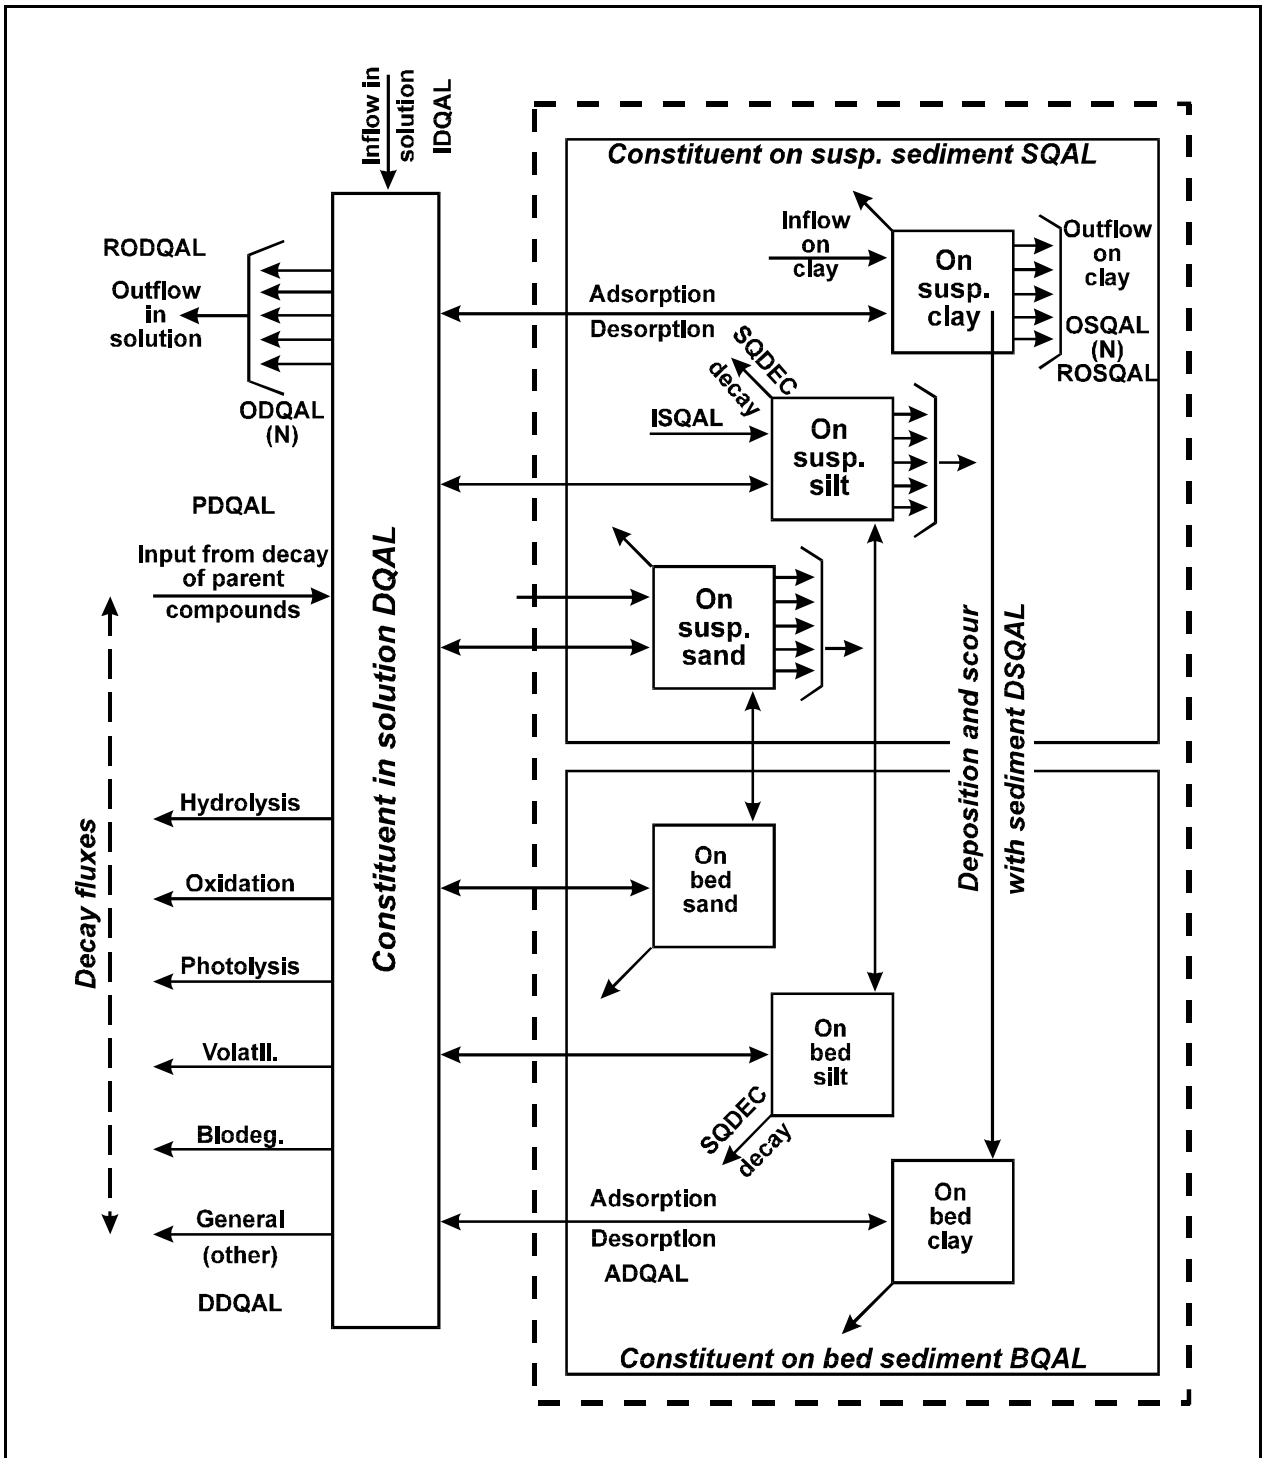 Inflow in
solution
IDQAL
Constituent on susp. sediment SQAL
RODQAL
Outflow
in
solution
ODQAL
(N)
Inflow
on
clay
On
susp.
clay
Outflow
on
clay
OSQAL
(N)
ROSQAL
Adsorption
Desorption
SQDEC
decay
ISQAL
On
susp.
silt
PDQAL
Input from decay
of parent
compounds
On
susp.
sand
Constituent in solution DQAL
Deposition and scour
with sediment DSQAL
Decay fluxes
Hydrolysis
Oxidation
Photolysis
Volatil.
Biodeg.
General
(other)
DDQAL
On
bed
sand
On
bed
silt
SQDEC
decay
Adsorption
Desorption
ADQAL
On
bed
clay
Constituent on bed sediment BQAL